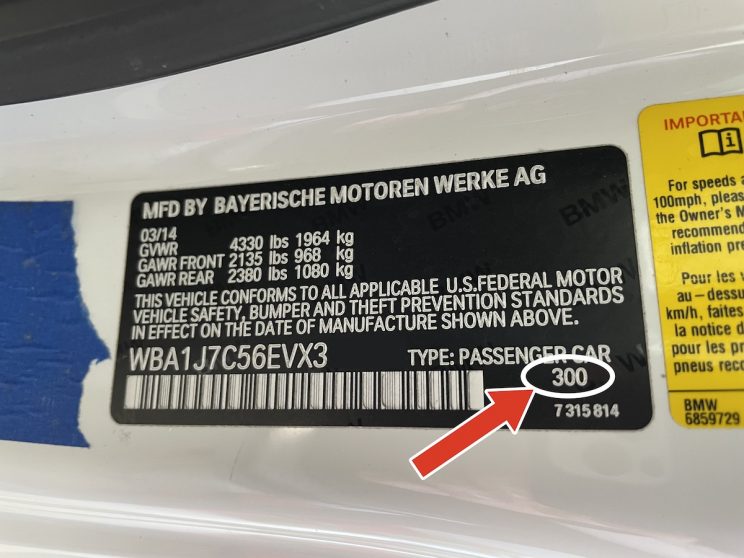 MFD BY BAYERISCHE MOTOREN WERKE AG
03/14
GVWR 4330 lbs 1964 kg
GAWR FRONT 2135 lbs 968 kg
GAWR REAR 2380 lbs 1080 kg
THIS VEHICLE CONFORMS TO ALL APPLICABLE U.S.FEDERAL MOTOR
VEHICLE SAFETY, BUMPER AND THEFT PREVENTION STANDARDS
IN EFFECT ON THE DATE OF MANUFACTURE SHOWN ABOVE.
WBA1J7C56EVX3 TYPE: PASSENGER CAR
300
7 315 814
For speeds
100mph, pleas
the Owner's M
recommend
inflation pre
Pour les v
au-dessu
km/h, faites
la notice d
pour les pre
pneus recc
BMW
6859729